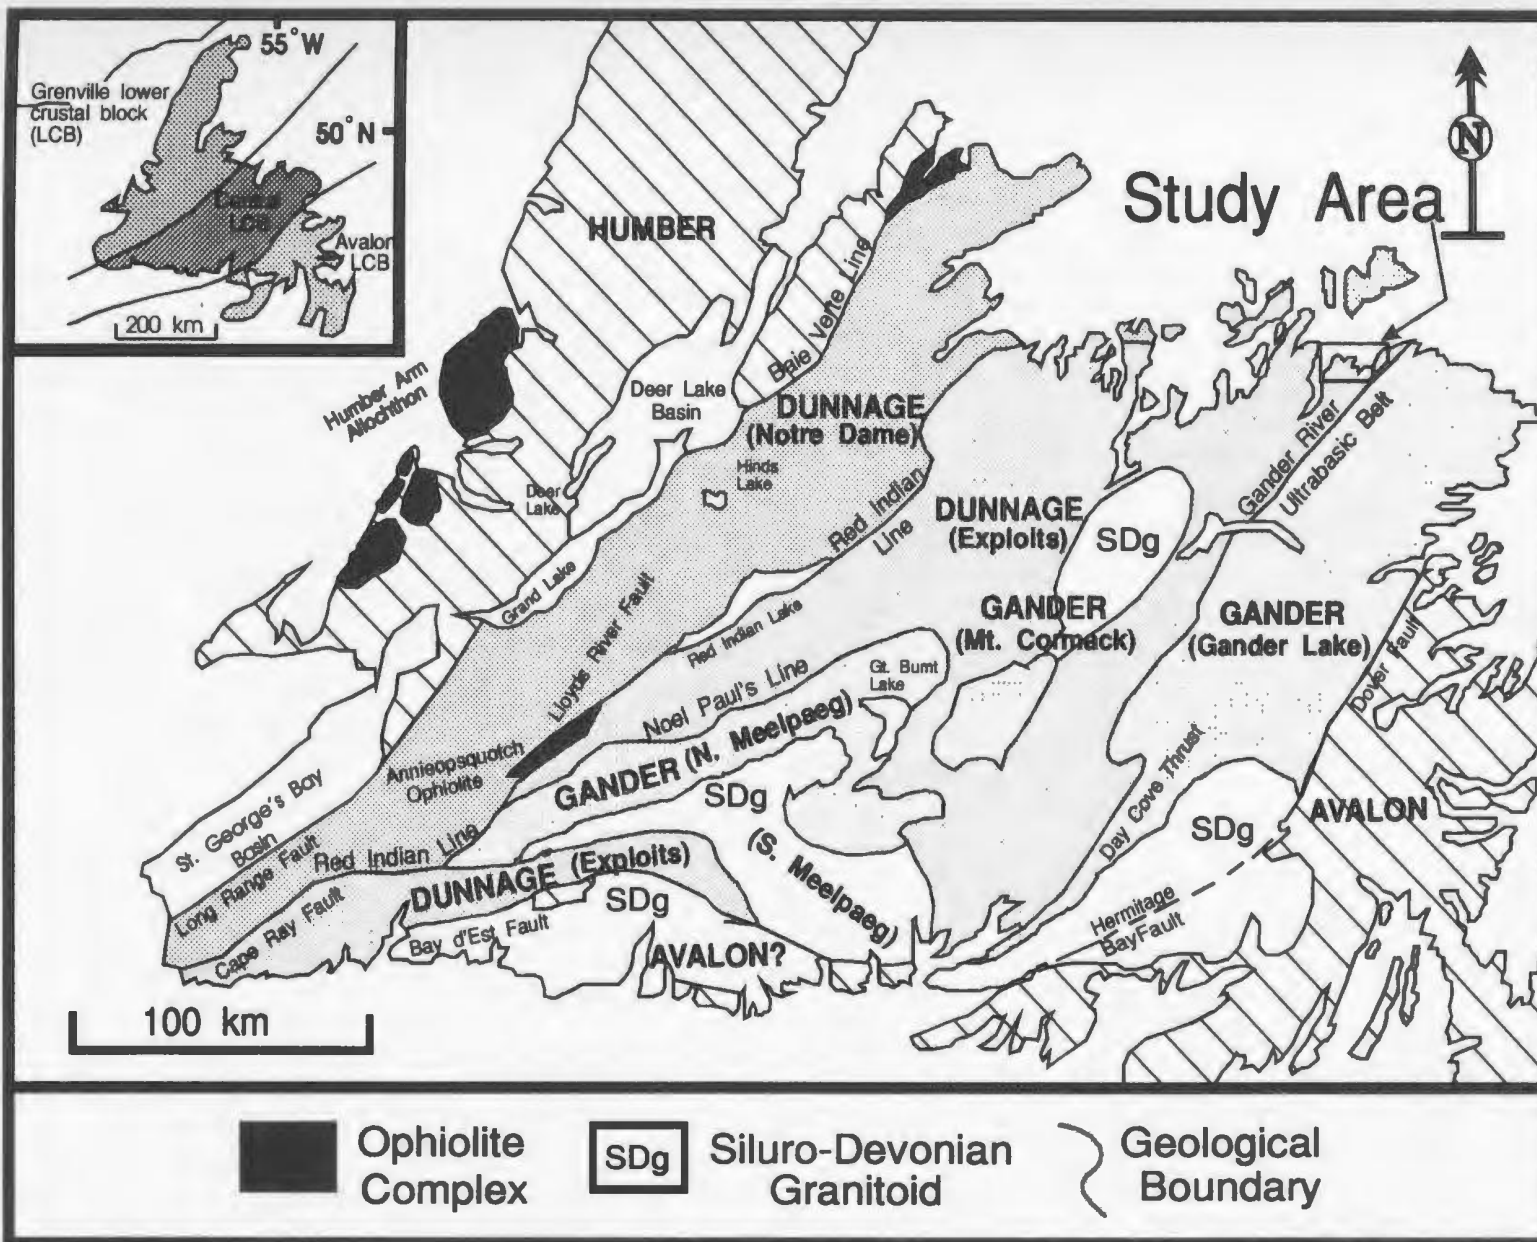 55°W
Grenville lower
crustal block
(LCB)
50°N
Central
LCB
Avalon
LCB
200 km
N
Study Area
HUMBER
Humber Arm
Allochthon
Deer Lake
Basin
Baie Verte Line
DUNNAGE
(Notre Dame)
Hinds
Lake
Deer
Lake
Red Indian
Line
DUNNAGE
(Exploits)
SDg
Gander River
Ultrabasic Belt
Grand Lake
Lloyds River Fault
Red Indian Lake
GANDER
(Mt. Cormack)
GANDER
(Gander Lake)
Dover Fault
Noel Paul's Line
Gt. Burnt
Lake
Annieopsquotch
Ophiolite
GANDER (N. Meelpaeg)
SDg
Day Cove Thrust
St. George's Bay
Basin
Long Range Fault
Red Indian Line
Cape Ray Fault
DUNNAGE (Exploits)
(S. Meelpaeg)
SDg
AVALON
SDg
Bay d'Est Fault
AVALON?
Hermitage
Bay Fault
100 km
Ophiolite
Complex
SDg
Siluro-Devonian
Granitoid
Geological
Boundary